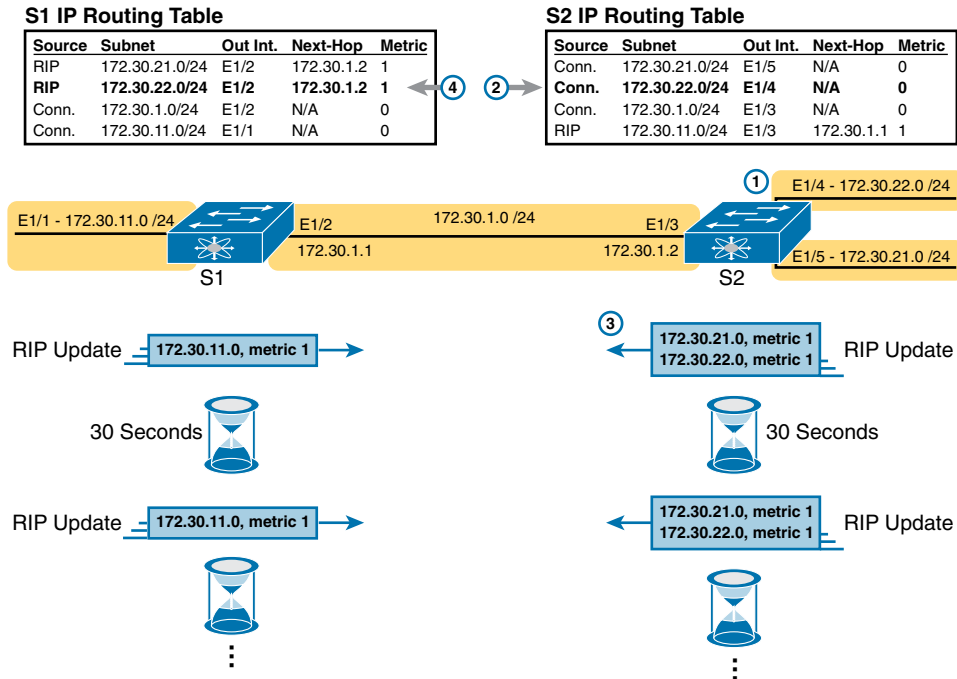 S1 IP Routing Table
Source Subnet Out Int. Next-Hop Metric
RIP 172.30.21.0/24 E1/2 172.30.1.2 1
RIP 172.30.22.0/24 E1/2 172.30.1.2 1
Conn. 172.30.1.0/24 E1/2 N/A 0
Conn. 172.30.11.0/24 E1/1 N/A 0
4
2
S2 IP Routing Table
Source Subnet Out Int. Next-Hop Metric
Conn. 172.30.21.0/24 E1/5 N/A 0
Conn. 172.30.22.0/24 E1/4 N/A 0
Conn. 172.30.1.0/24 E1/3 N/A 0
RIP 172.30.11.0/24 E1/3 172.30.1.1 1
1
E1/4 - 172.30.22.0 /24
E1/1 - 172.30.11.0 /24
E1/2
172.30.1.0 /24
E1/3
172.30.1.1
172.30.1.2
E1/5 - 172.30.21.0 /24
S1
S2
3
RIP Update
172.30.11.0, metric 1
172.30.21.0, metric 1
172.30.22.0, metric 1
RIP Update
30 Seconds
30 Seconds
RIP Update
172.30.11.0, metric 1
172.30.21.0, metric 1
172.30.22.0, metric 1
RIP Update